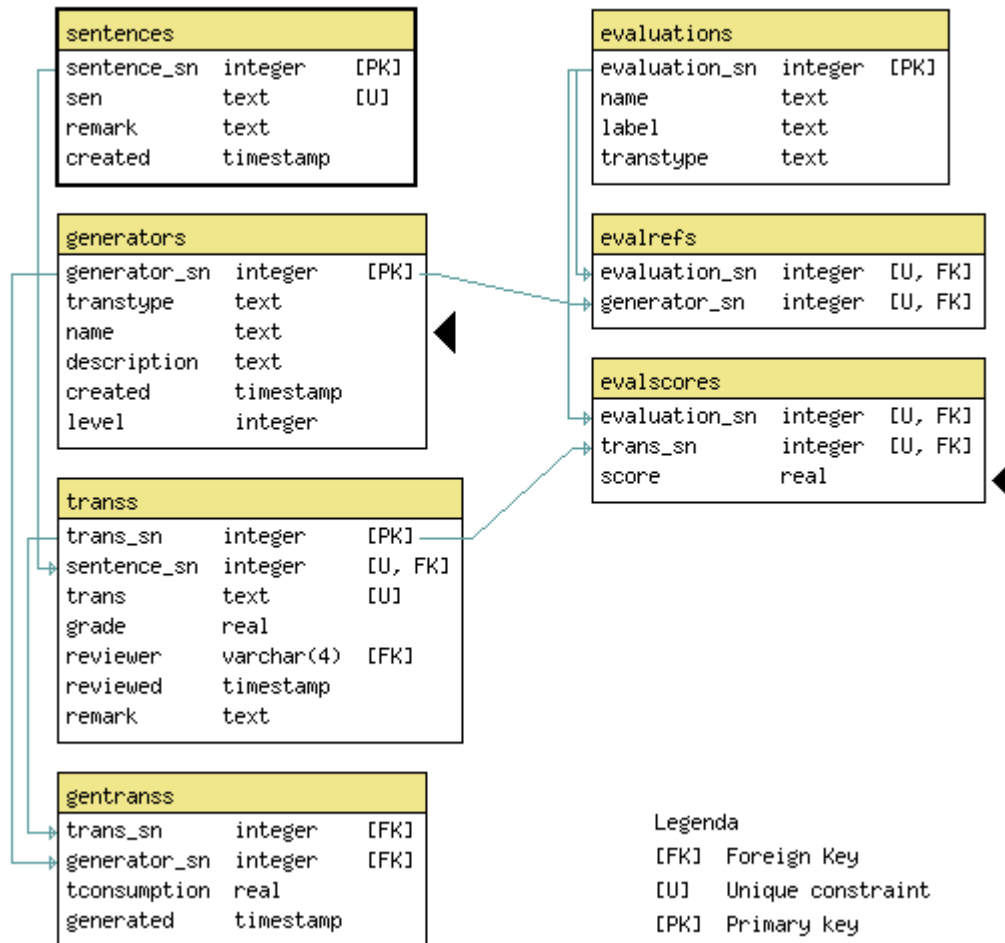 sentences
sentence_sn integer [PK]
sen text [U]
remark text
created timestamp
generators
generator_sn integer [PK]
transtype text
name text
description text
created timestamp
level integer
transs
trans_sn integer [PK]
sentence_sn integer [U, FK]
trans text [U]
grade real
reviewer varchar(4) [FK]
reviewed timestamp
remark text
gentranss
trans_sn integer [FK]
generator_sn integer [FK]
tconsumption real
generated timestamp
evaluations
evaluation_sn integer [PK]
name text
label text
transtype text
evalrefs
evaluation_sn integer [U, FK]
generator_sn integer [U, FK]
evalscores
evaluation_sn integer [U, FK]
trans_sn integer [U, FK]
score real
Legenda
[FK] Foreign Key
[U] Unique constraint
[PK] Primary key